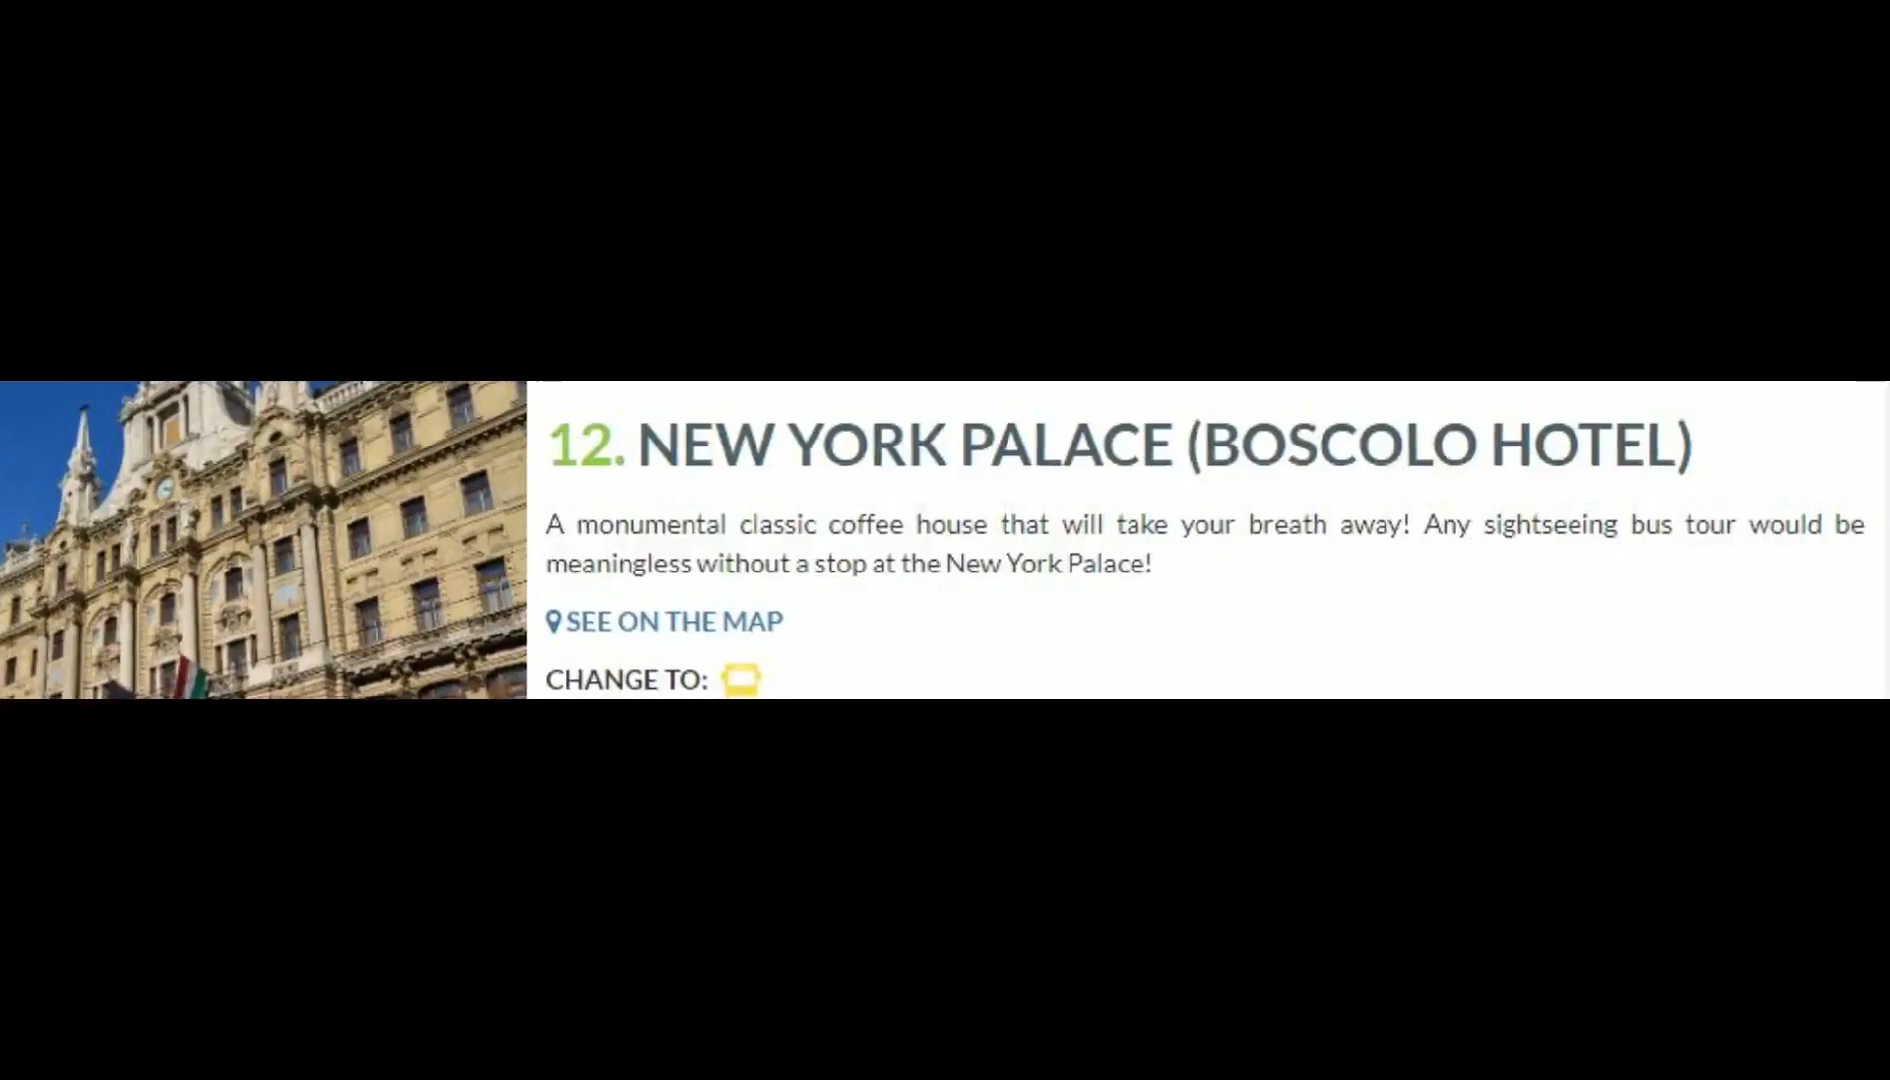 12. NEW YORK PALACE (BOSCOLO HOTEL)
A monumental classic coffee house that will take your breath away! Any sightseeing bus tour would be
meaningless without a stop at the New York Palace!
SEE ON THE MAP
CHANGE TO: